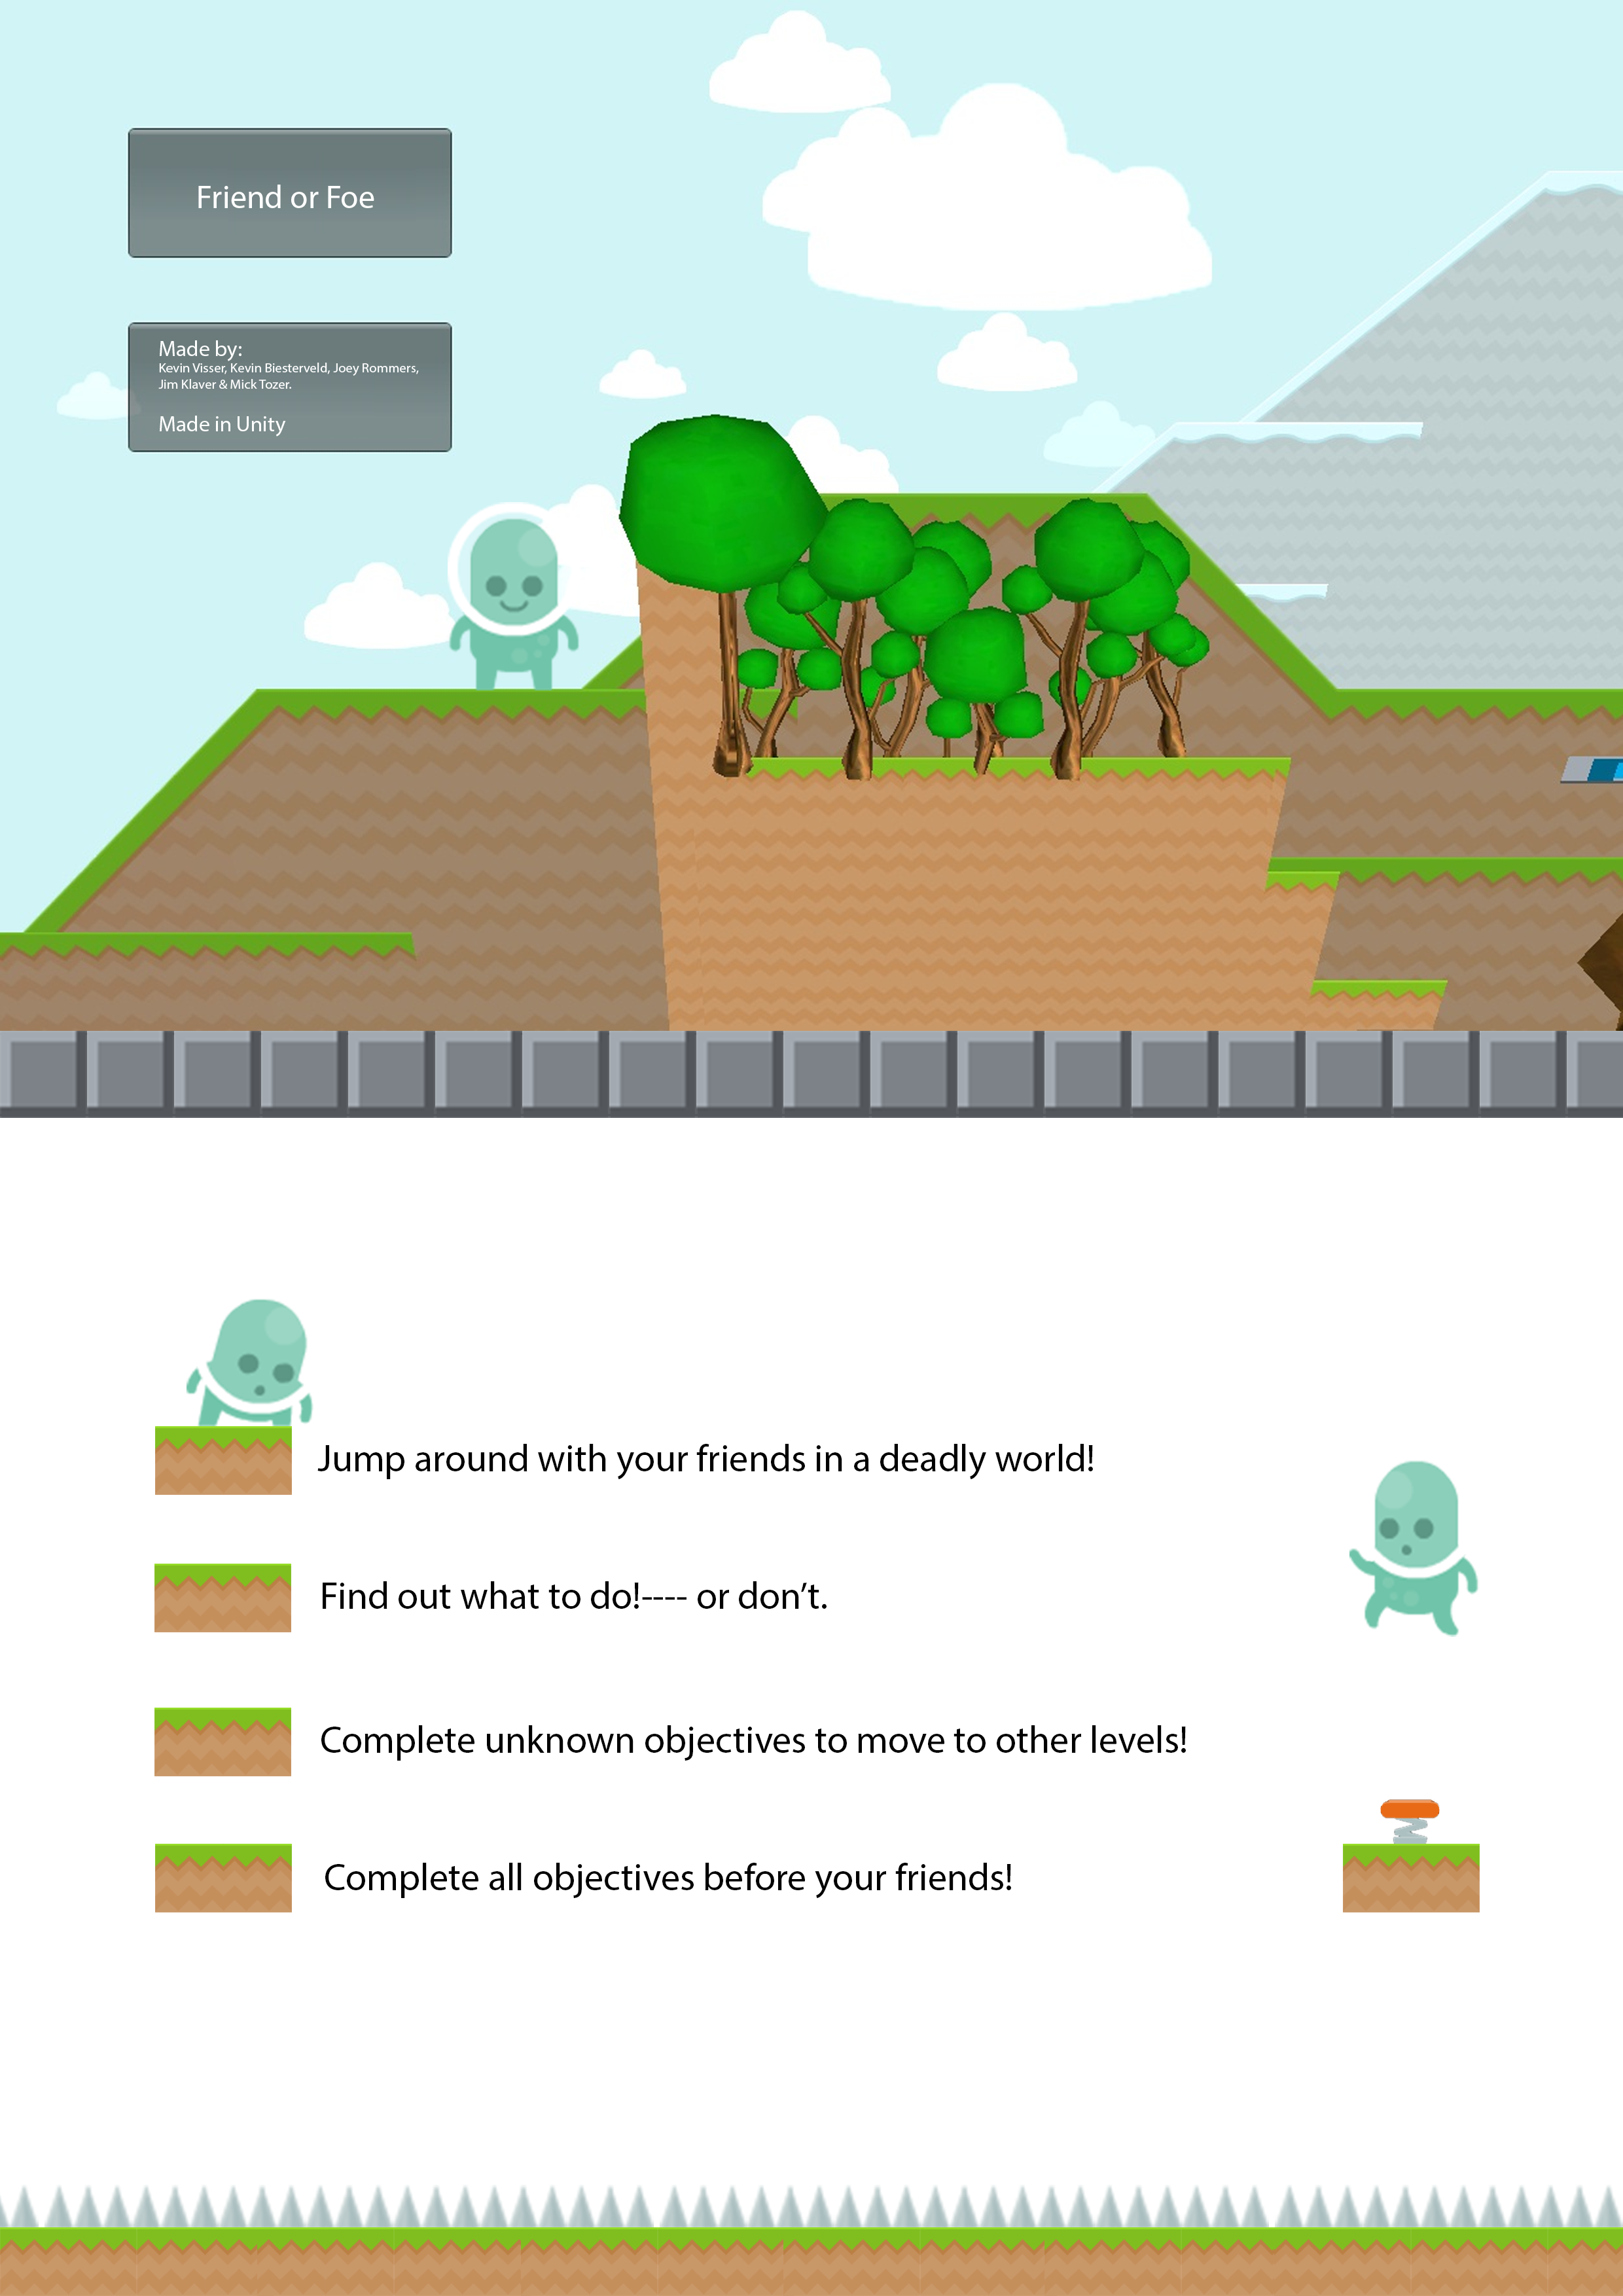 Friend or Foe
Made by:
Kevin Visser, Kevin Biesterveld, Joey Rommers,
Jim Klaver & Mick Tozer.
Made in Unity
Jump around with your friends in a deadly world!
Find out what to do!---- or don’t.
Complete unknown objectives to move to other levels!
Complete all objectives before your friends!